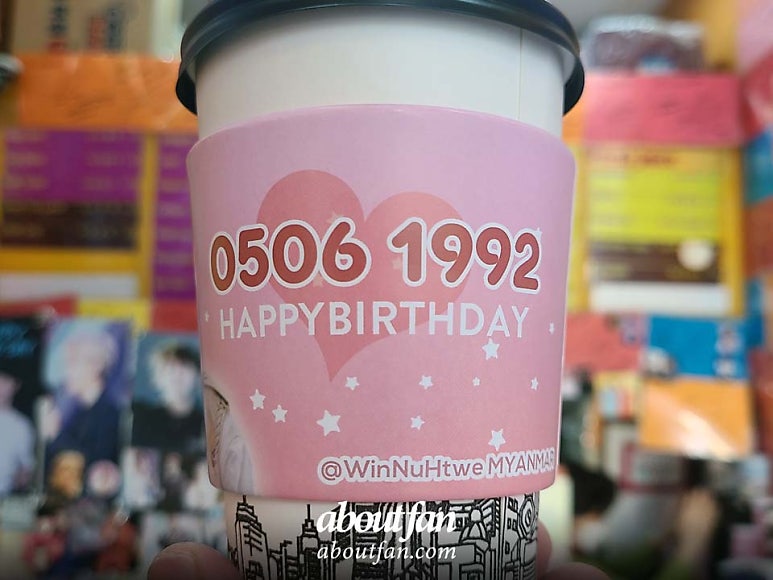 0506 1992
HAPPYBIRTHDAY
@WinNuHtwe MYANMAR
about fan
aboutfan.com